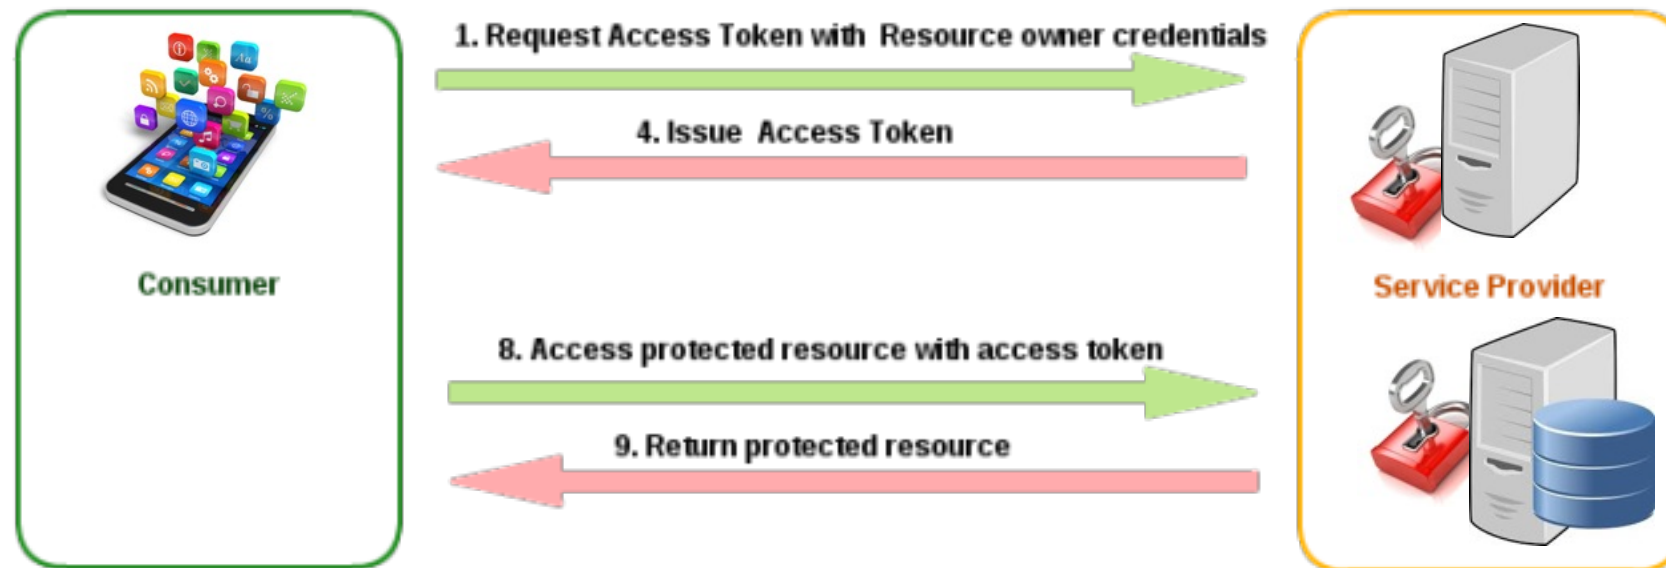 1. Request Access Token with Resource owner credentials
4. Issue Access Token
Consumer
Service Provider
8. Access protected resource with access token
9. Return protected resource